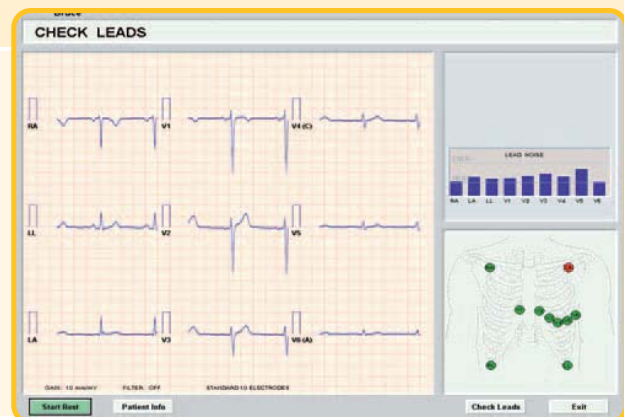 Bruce
CHECK LEADS
RA V1 V4 (C)
LL V2 V5
LA V3 V6 (A)
GAIN: 10 mm/mV FILTER: OFF STANDARD 10 ELECTRODES
LEAD NOISE
RA LA LL V1 V2 V3 V4 V5 V6
Start Rest Patient Info Check Leads Exit